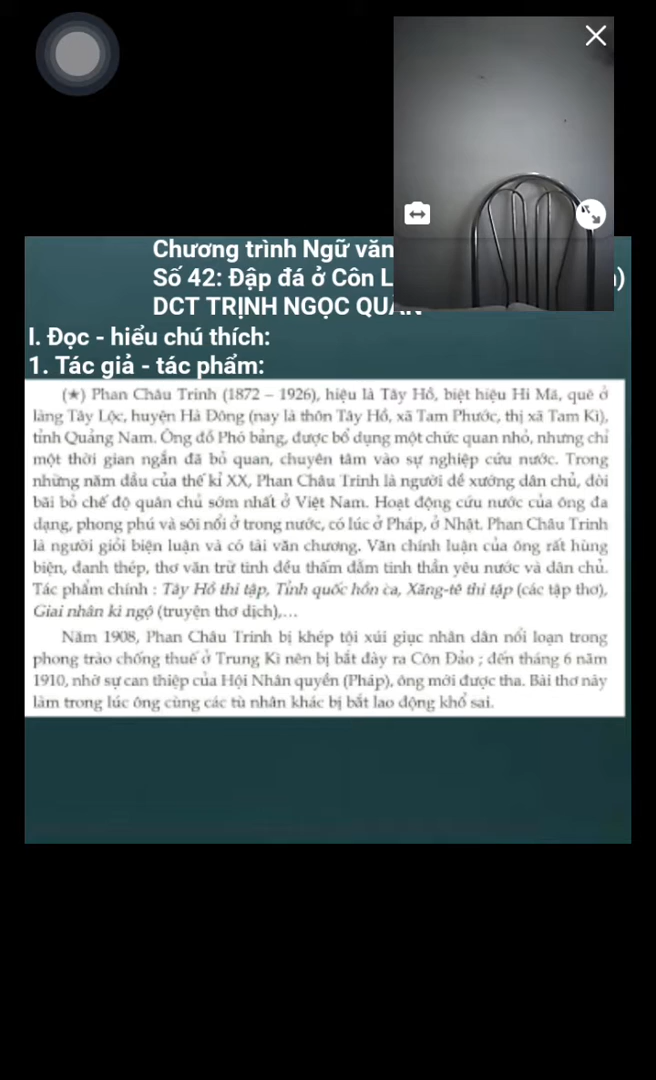 Chương trình Ngữ văn
Số 42: Đập đá ở Côn L
DCT TRỊNH NGỌC
I. Đọc - hiểu chú thích:
1. Tác giả - tác phẩm:
(★) Phan Châu Trinh (1872 – 1926), hiệu là Tây Hồ, biệt hiệu Hi Mã, quê ở
làng Tây Lộc, huyện Hà Đông (nay là thôn Tây Hồ, xã Tam Phước, thị xã Tam Kì),
tỉnh Quảng Nam. Ông đỗ Phó bảng, được bổ dụng một chức quan nhỏ, nhưng chỉ
một thời gian ngắn đã bỏ quan, chuyên tâm vào sự nghiệp cứu nước. Trong
những năm đầu của thế kỉ XX, Phan Châu Trinh là người đề xướng dân chủ, đòi
bãi bỏ chế độ quân chủ sớm nhất ở Việt Nam. Hoạt động cứu nước của ông đa
dạng, phong phú và sôi nổi ở trong nước, có lúc ở Pháp, ở Nhật. Phan Châu Trinh
là người giỏi biện luận và có tài văn chương. Văn chính luận của ông rất hùng
biện, đanh thép, thơ văn trữ tình đều thấm đẫm tinh thần yêu nước và dân chủ.
Tác phẩm chính : Tây Hồ thi tập, Tỉnh quốc hồn ca, Xăng-tê thi tập (các tập thơ),
Giai nhân kì ngộ (truyện thơ dịch),...
Năm 1908, Phan Châu Trinh bị khép tội xúi giục nhân dân nổi loạn trong
phong trào chống thuế ở Trung Kì nên bị bắt đày ra Côn Đảo ; đến tháng 6 năm
1910, nhờ sự can thiệp của Hội Nhân quyền (Pháp), ông mới được tha. Bài thơ này
làm trong lúc ông cùng các tù nhân khác bị bắt lao động khổ sai.